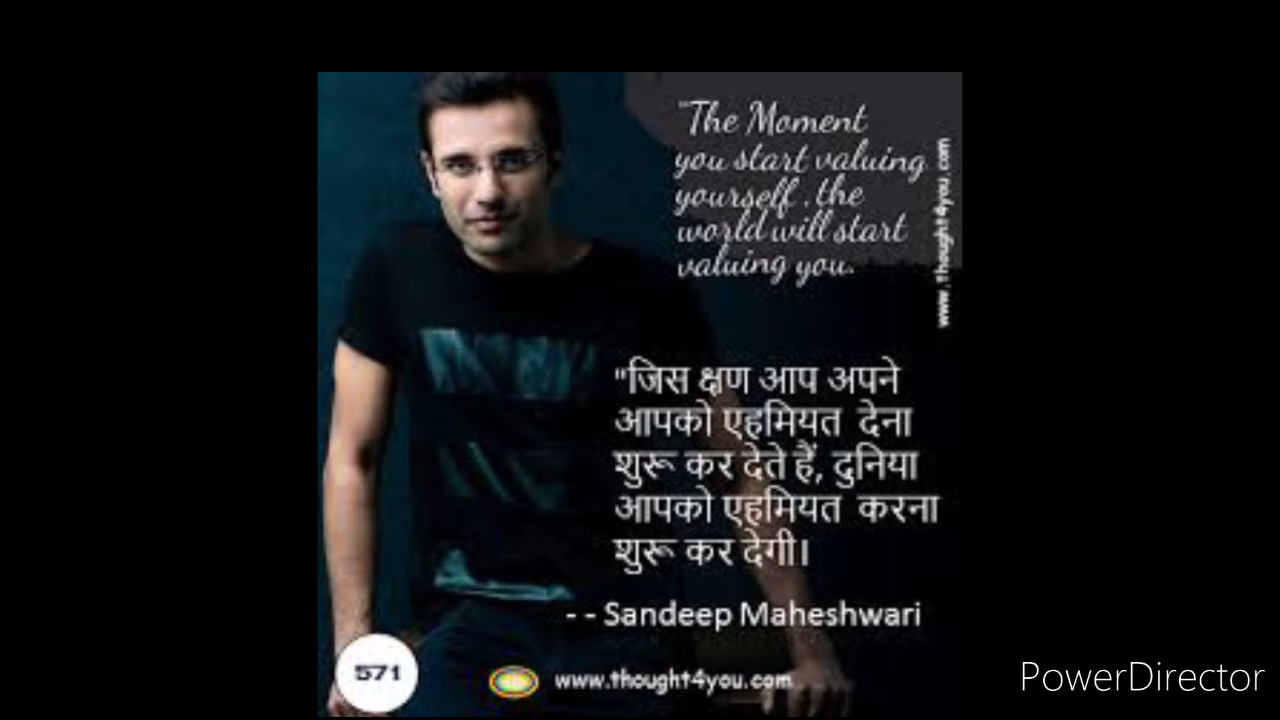 "The Moment
you start valuing
yourself , the
world will start
valuing you.
www.thought4you.com
"जिस क्षण आप अपने
आपको एहमियत देना
शुरू कर देते हैं, दुनिया
आपको एहमियत करना
शुरू कर देगी।
- - Sandeep Maheshwari
571
www.thought4you.com
PowerDirector